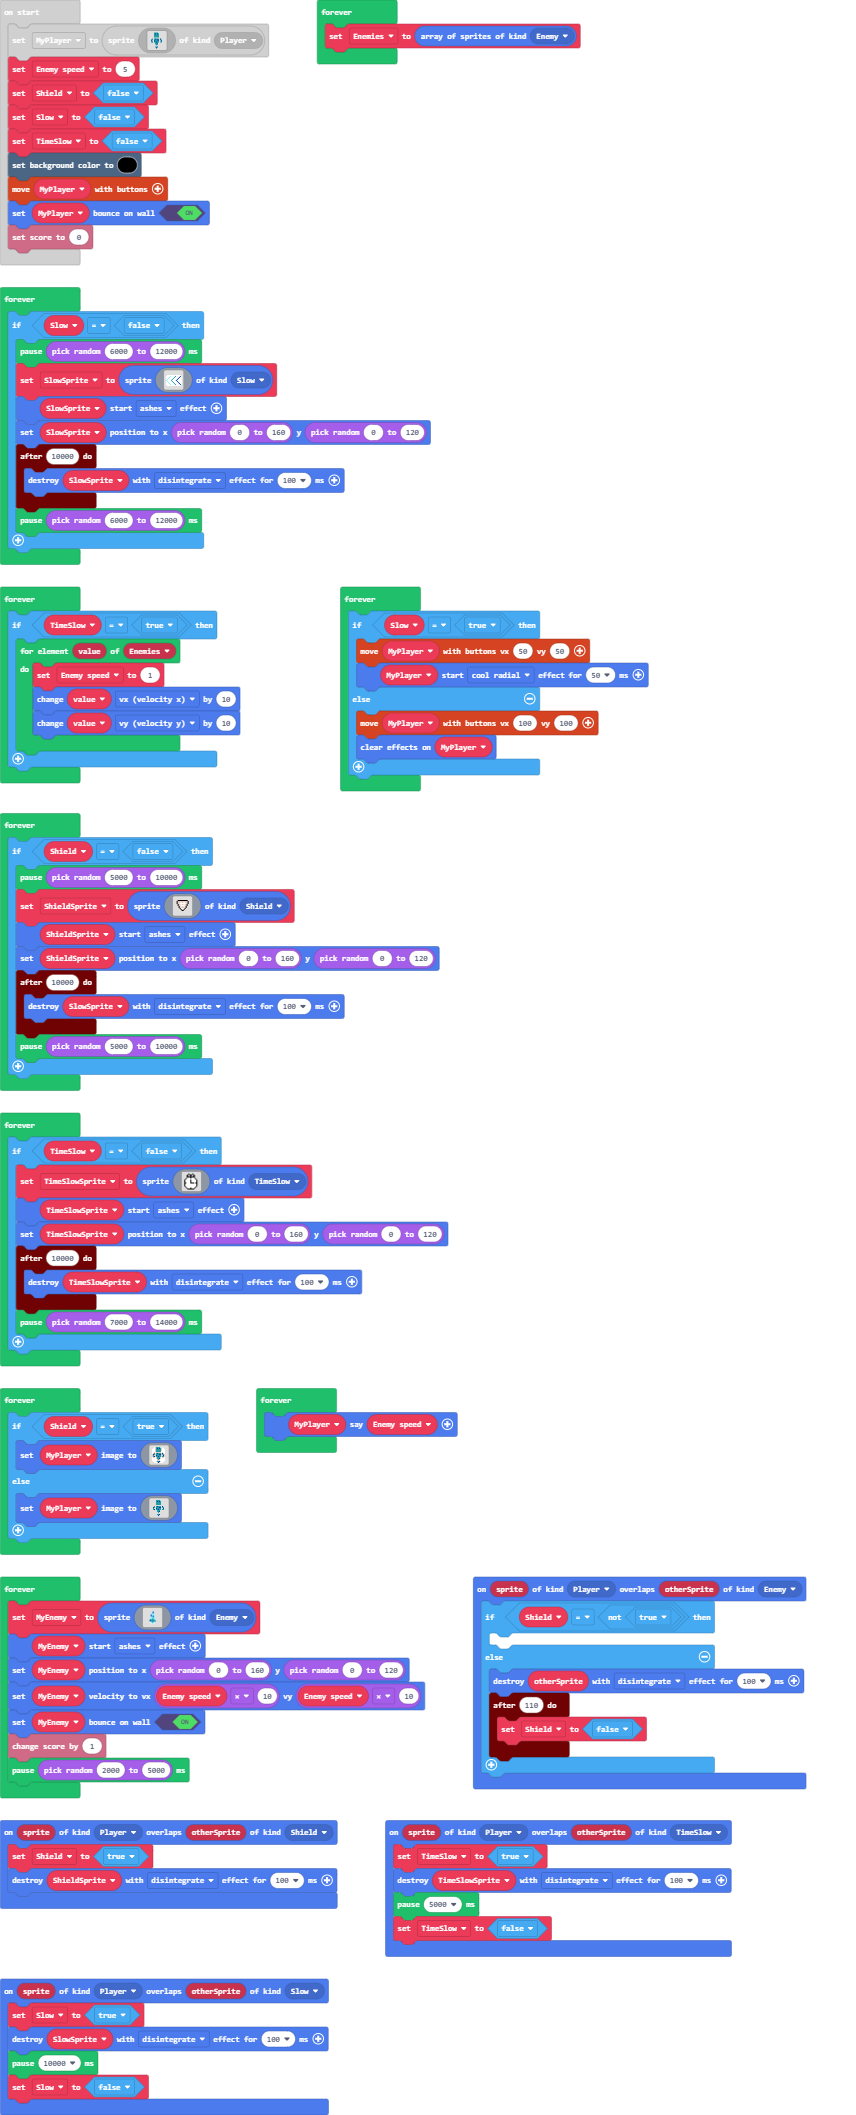 on start
set MyPlayer to sprite of kind Player
set Enemy speed to 5
set Shield to false
set Slow to false
set TimeSlow to false
set background color to
move MyPlayer with buttons
set MyPlayer bounce on wall ON
set score to 0
forever
set Enemies to array of sprites of kind Enemy
forever
if Slow = false then
pause pick random 6000 to 12000 ms
set SlowSprite to sprite of kind Slow
SlowSprite start ashes effect
set SlowSprite position to x pick random 0 to 160 y pick random 0 to 120
after 10000 do
destroy SlowSprite with disintegrate effect for 100 ms
pause pick random 6000 to 12000 ms
forever
if TimeSlow = true then
for element value of Enemies
do
set Enemy speed to 1
change value vx (velocity x) by 10
change value vy (velocity y) by 10
forever
if Slow = true then
move MyPlayer with buttons vx 50 vy 50
MyPlayer start cool radial effect for 50 ms
else
move MyPlayer with buttons vx 100 vy 100
clear effects on MyPlayer
forever
if Shield = false then
pause pick random 5000 to 10000 ms
set ShieldSprite to sprite of kind Shield
ShieldSprite start ashes effect
set ShieldSprite position to x pick random 0 to 160 y pick random 0 to 120
after 10000 do
destroy SlowSprite with disintegrate effect for 100 ms
pause pick random 5000 to 10000 ms
forever
if TimeSlow = false then
set TimeSlowSprite to sprite of kind TimeSlow
TimeSlowSprite start ashes effect
set TimeSlowSprite position to x pick random 0 to 160 y pick random 0 to 120
after 10000 do
destroy TimeSlowSprite with disintegrate effect for 100 ms
pause pick random 7000 to 14000 ms
forever
if Shield = true then
set MyPlayer image to
else
set MyPlayer image to
forever
MyPlayer say Enemy speed
forever
set MyEnemy to sprite of kind Enemy
MyEnemy start ashes effect
set MyEnemy position to x pick random 0 to 160 y pick random 0 to 120
set MyEnemy velocity to vx Enemy speed × 10 vy Enemy speed × 10
set MyEnemy bounce on wall ON
change score by 1
pause pick random 2000 to 5000 ms
on sprite of kind Player overlaps otherSprite of kind Enemy
if Shield = not true then
else
destroy otherSprite with disintegrate effect for 100 ms
after 110 do
set Shield to false
on sprite of kind Player overlaps otherSprite of kind Shield
set Shield to true
destroy ShieldSprite with disintegrate effect for 100 ms
on sprite of kind Player overlaps otherSprite of kind TimeSlow
set TimeSlow to true
destroy TimeSlowSprite with disintegrate effect for 100 ms
pause 5000 ms
set TimeSlow to false
on sprite of kind Player overlaps otherSprite of kind Slow
set Slow to true
destroy SlowSprite with disintegrate effect for 100 ms
pause 10000 ms
set Slow to false